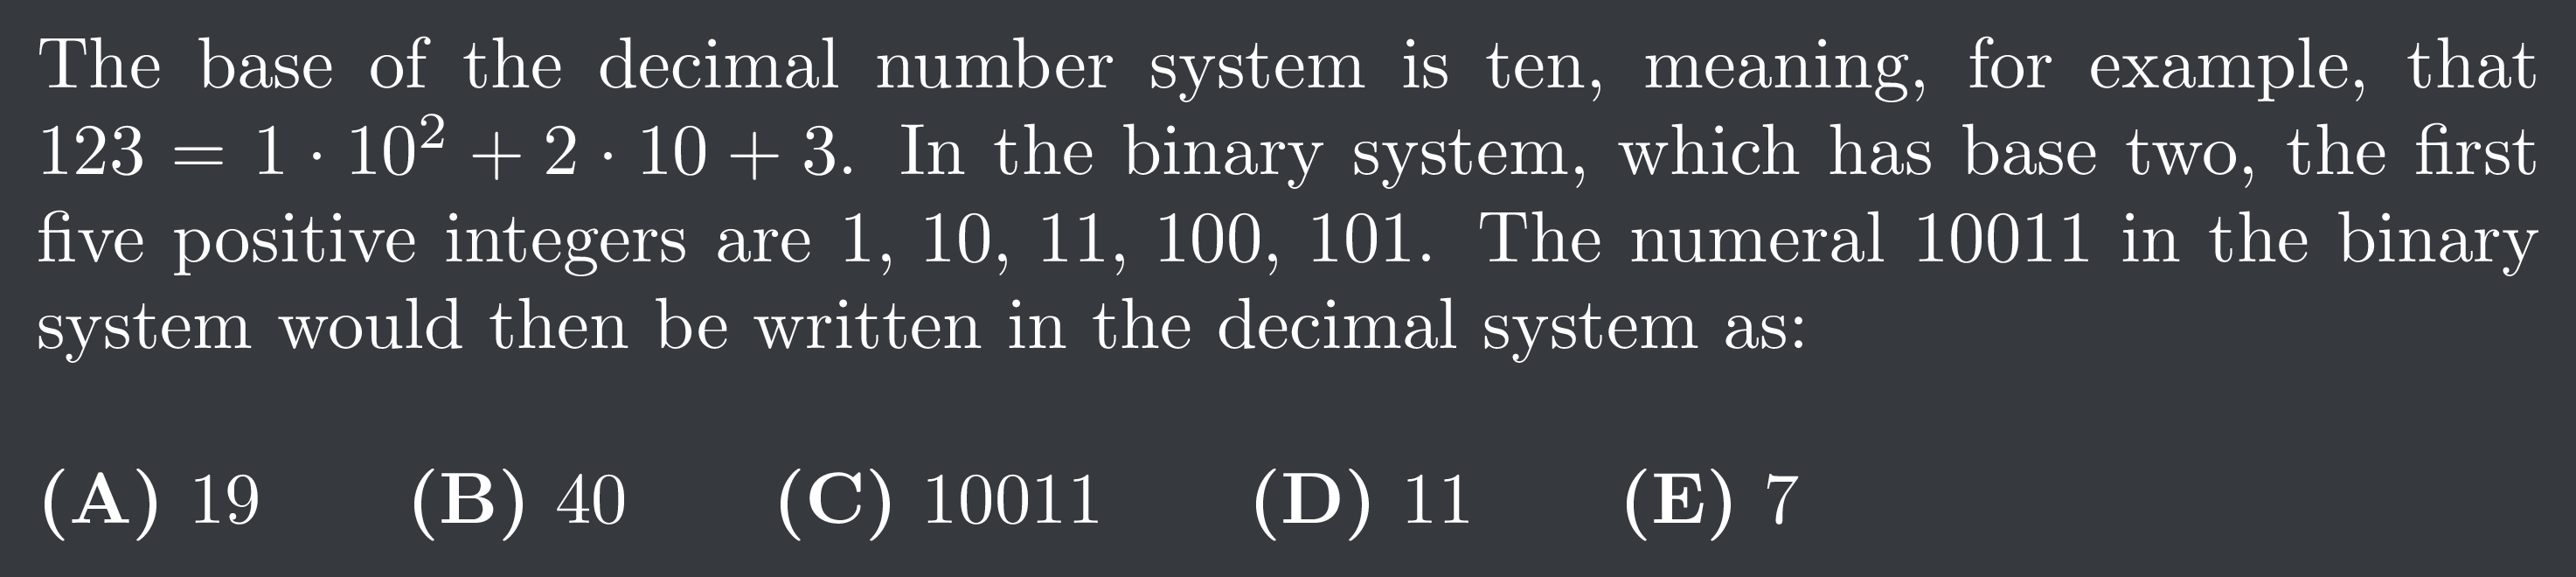 The base of the decimal number system is ten, meaning, for example, that
123 = 1 · 10² + 2 · 10 + 3. In the binary system, which has base two, the first
five positive integers are 1, 10, 11, 100, 101. The numeral 10011 in the binary
system would then be written in the decimal system as:
(A) 19 (B) 40 (C) 10011 (D) 11 (E) 7